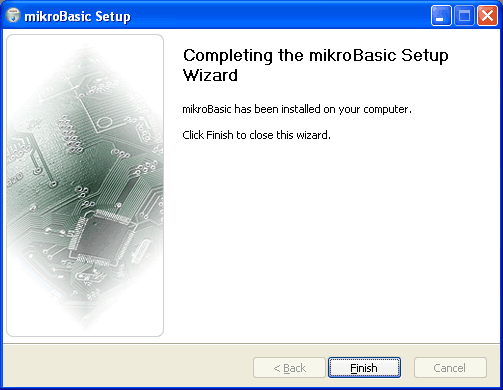 mikroBasic Setup
Completing the mikroBasic Setup
Wizard
mikroBasic has been installed on your computer.
Click Finish to close this wizard.
< Back
Finish
Cancel